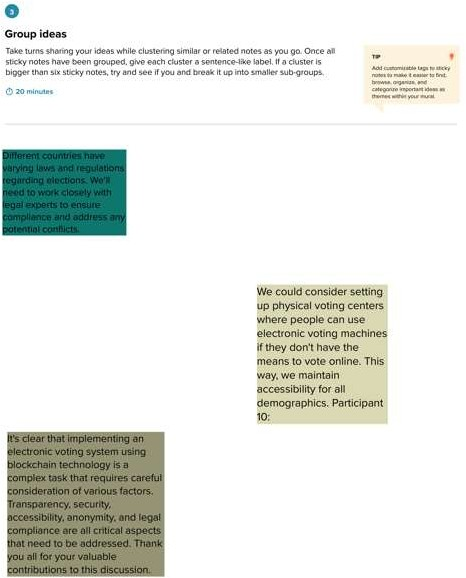 3
Group ideas
Take turns sharing your ideas while clustering similar or related notes as you go. Once all
sticky notes have been grouped, give each cluster a sentence-like label. If a cluster is
bigger than six sticky notes, try and see if you and break it up into smaller sub-groups.
20 minutes
TIP
Add customizable tags to sticky
notes to make it easier to find,
browse, organize, and
categorize important ideas as
themes within your mural.
Different countries have
varying laws and regulations
regarding elections. We'll
need to work closely with
legal experts to ensure
compliance and address any
potential conflicts.
We could consider setting
up physical voting centers
where people can use
electronic voting machines
if they don't have the
means to vote online. This
way, we maintain
accessibility for all
demographics. Participant
10:
It's clear that implementing an
electronic voting system using
blockchain technology is a
complex task that requires careful
consideration of various factors.
Transparency, security,
accessibility, anonymity, and legal
compliance are all critical aspects
that need to be addressed. Thank
you all for your valuable
contributions to this discussion.